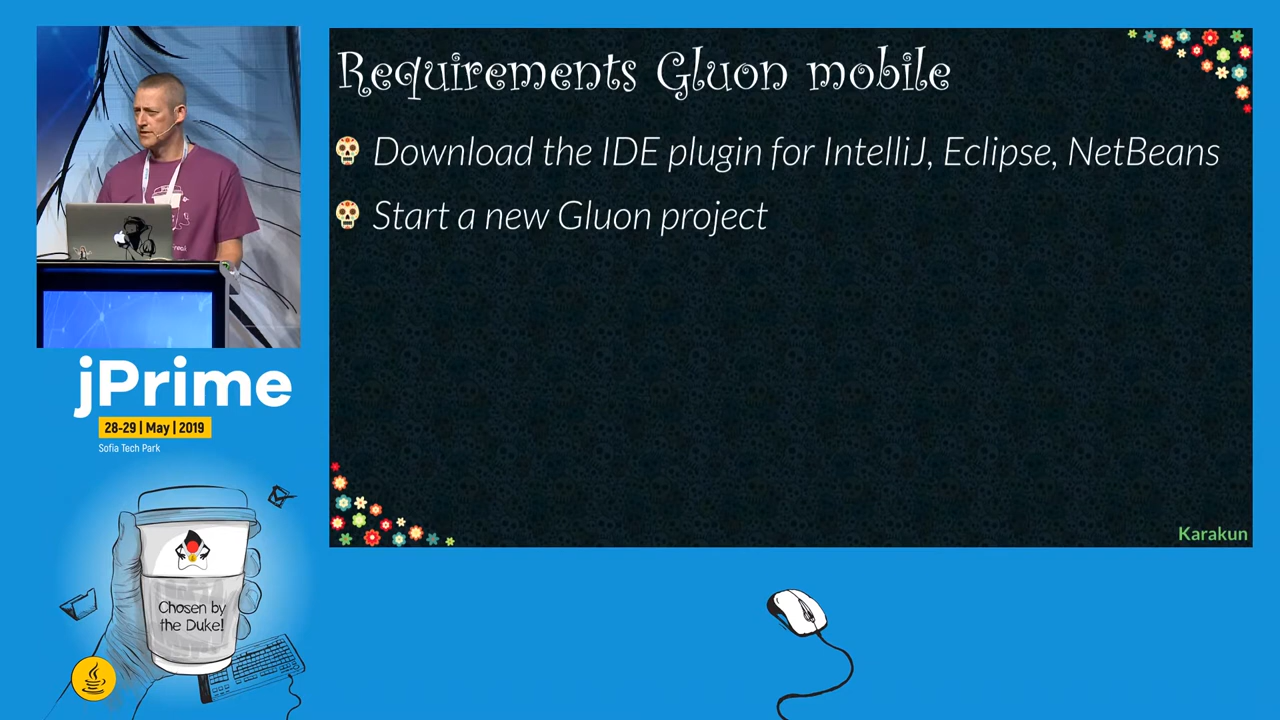 Requirements Gluon mobile
Download the IDE plugin for IntelliJ, Eclipse, NetBeans
Start a new Gluon project
Karakun
jPrime
28-29 | May | 2019
Sofia Tech Park
Chosen by
the Duke!